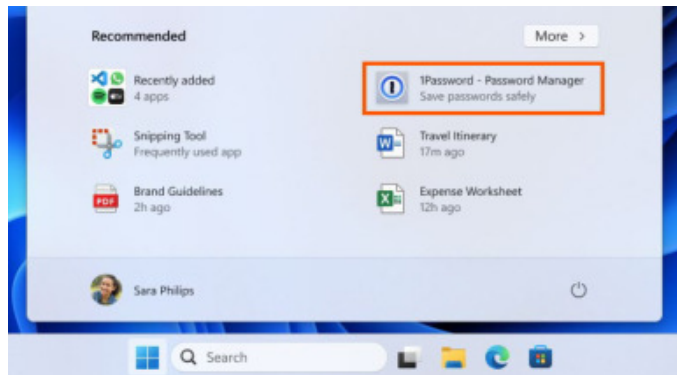 Recommended
More >
Recently added
4 apps
1Password - Password Manager
Save passwords safely
Snipping Tool
Frequently used app
Travel Itinerary
17m ago
PDF
Brand Guidelines
2h ago
Expense Worksheet
12h ago
Sara Philips
Search